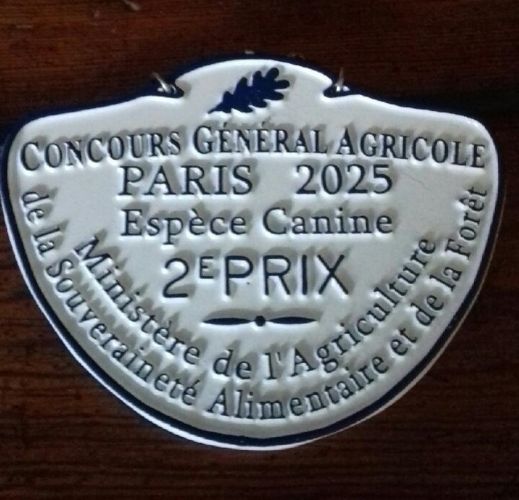 CONCOURS GÉNÉRAL AGRICOLE
PARIS 2025
Espèce Canine
2E PRIX
Ministère de l'Agriculture
de la Souveraineté Alimentaire et de la Forêt